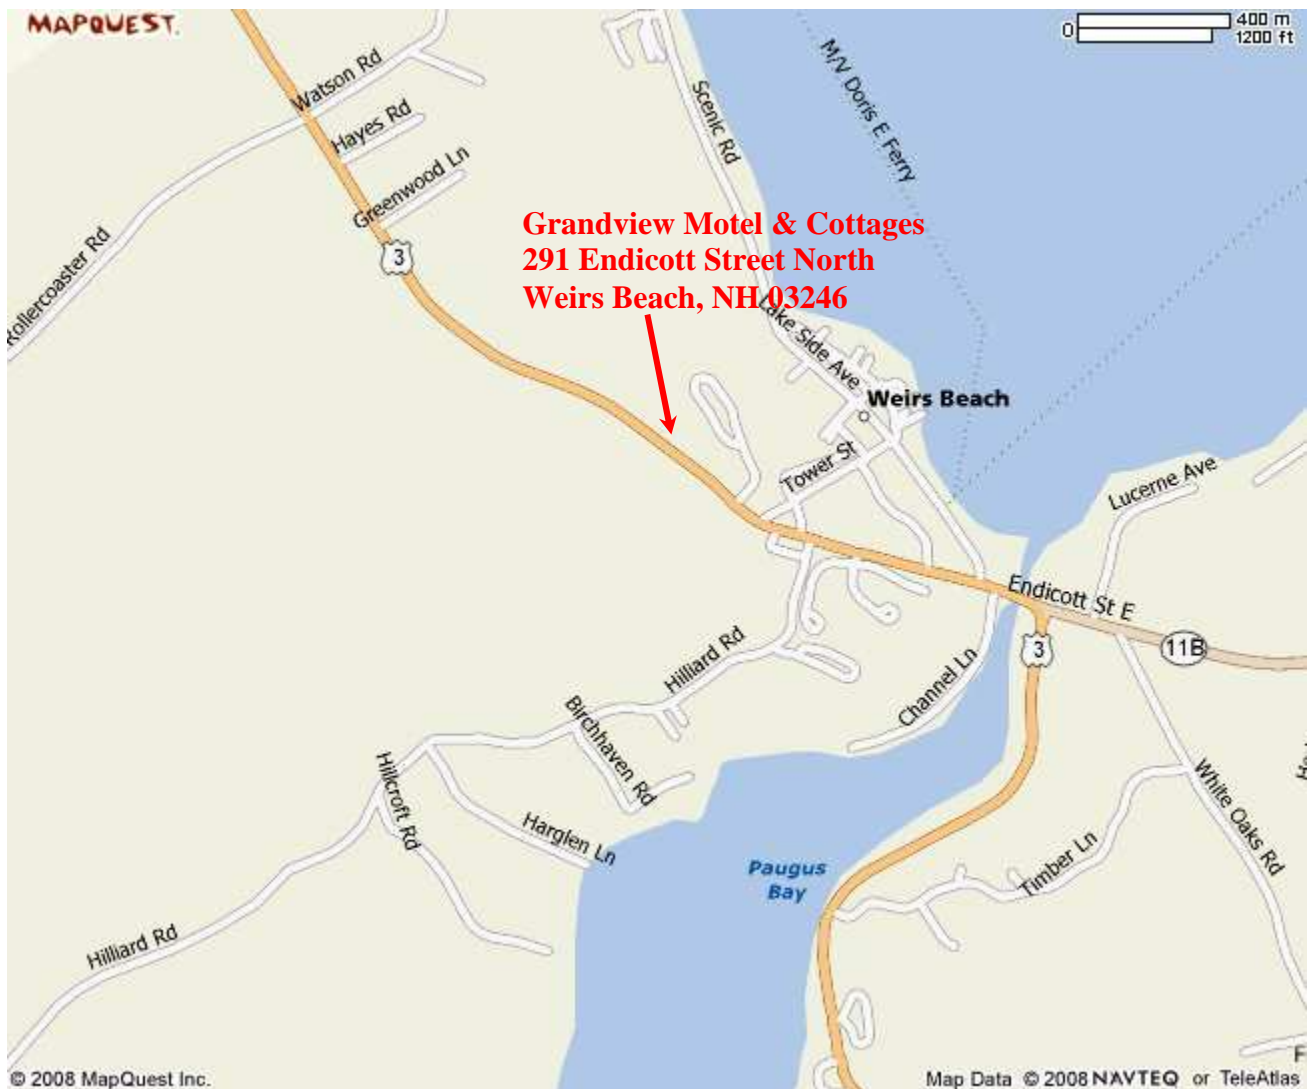 MAPQUEST.
0
400 m
1200 ft
Watson Rd
Hayes Rd
Greenwood Ln
Rollercoaster Rd
3
Scenic Rd
M/V Doris E Ferry
Grandview Motel & Cottages
291 Endicott Street North
Weirs Beach, NH 03246
Lake Side Ave
Weirs Beach
Tower St
Lucerne Ave
Endicott St E
11B
3
Hilliard Rd
Channel Ln
Birchhaven Rd
Hillcroft Rd
Harglen Ln
White Oaks Rd
Timber Ln
Paugus
Bay
Hilliard Rd
F
© 2008 MapQuest Inc.
Map Data © 2008 NAVTEQ or TeleAtlas